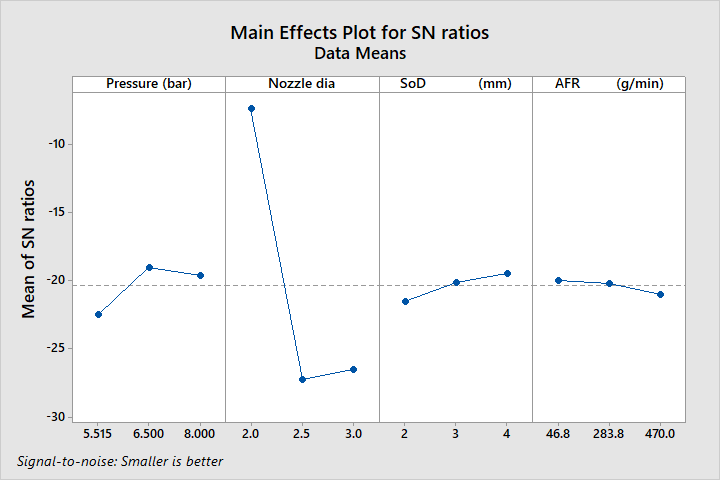 Main Effects Plot for SN ratios
Data Means
Pressure (bar) Nozzle dia SoD (mm) AFR (g/min)
Mean of SN ratios
-10
-15
-20
-25
-30
5.515 6.500 8.000 2.0 2.5 3.0 2 3 4 46.8 283.8 470.0
Signal-to-noise: Smaller is better